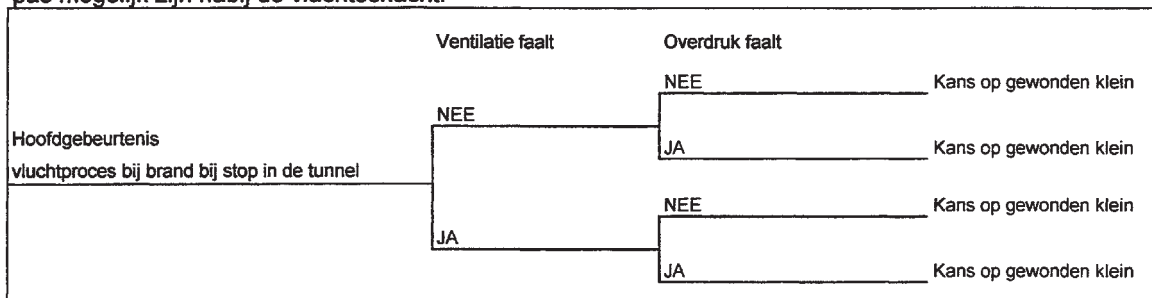 Ventilatie faalt Overdruk faalt
NEE Kans op gewonden klein
NEE
Hoofdgebeurtenis
JA Kans op gewonden klein
vluchtproces bij brand bij stop in de tunnel
NEE Kans op gewonden klein
JA
JA Kans op gewonden klein